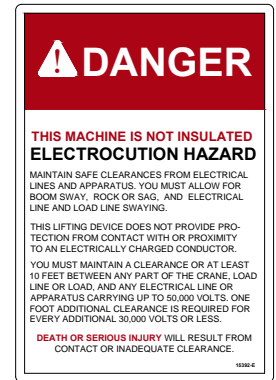 DANGER
THIS MACHINE IS NOT INSULATED
ELECTROCUTION HAZARD
MAINTAIN SAFE CLEARANCES FROM ELECTRICAL
LINES AND APPARATUS. YOU MUST ALLOW FOR
BOOM SWAY, ROCK OR SAG, AND ELECTRICAL
LINE AND LOAD LINE SWAYING.
THIS LIFTING DEVICE DOES NOT PROVIDE PRO-
TECTION FROM CONTACT WITH OR PROXIMITY
TO AN ELECTRICALLY CHARGED CONDUCTOR.
YOU MUST MAINTAIN A CLEARANCE OR AT LEAST
10 FEET BETWEEN ANY PART OF THE CRANE, LOAD
LINE OR LOAD, AND ANY ELECTRICAL LINE OR
APPARATUS CARRYING UP TO 50,000 VOLTS. ONE
FOOT ADDITIONAL CLEARANCE IS REQUIRED FOR
EVERY ADDITIONAL 30,000 VOLTS OR LESS.
DEATH OR SERIOUS INJURY WILL RESULT FROM
CONTACT OR INADEQUATE CLEARANCE.
15392-E